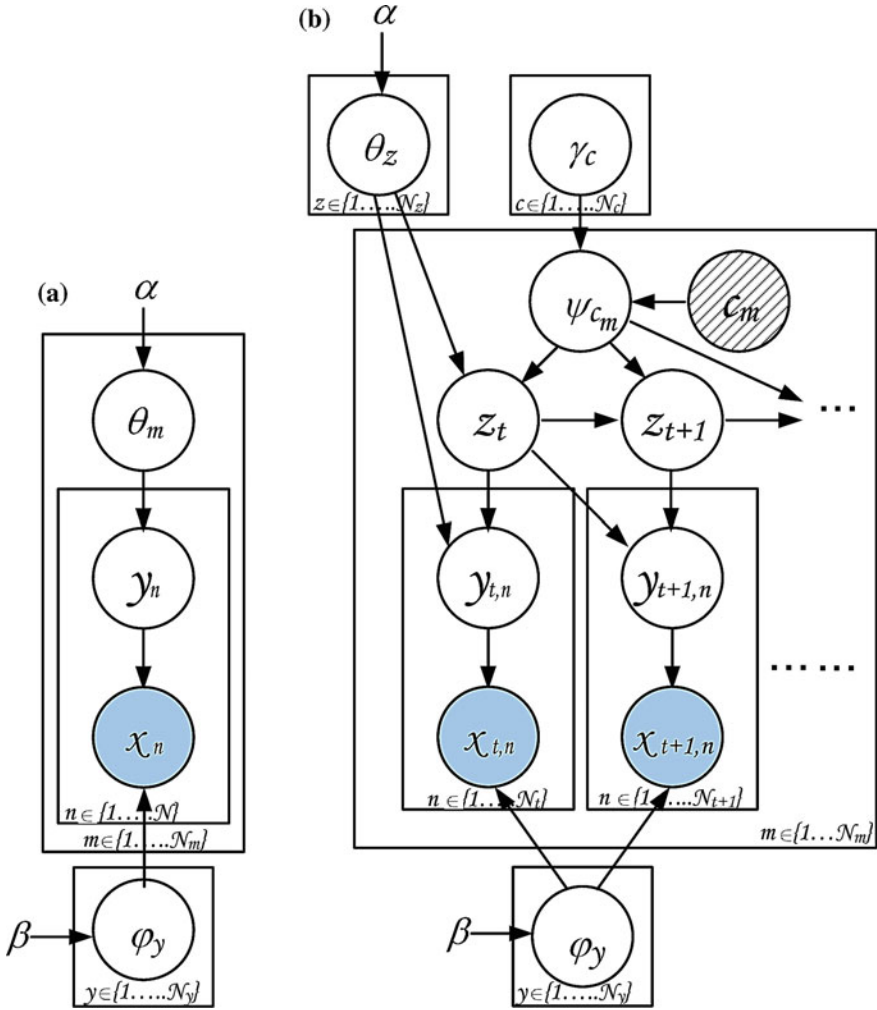 (a)
α
θm
yn
xn
n∈{1.....N}
m∈{1.....Nm}
β
φy
y∈{1.....Ny}
(b)
α
θz
z∈{1.....Nz}
γc
c∈{1.....Nc}
ψcm
cm
zt
zt+1
...
yt,n
yt+1,n
... ...
xt,n
xt+1,n
n∈{1.....Nt}
n∈{1.....Nt+1}
m∈{1...Nm}
β
φy
y∈{1.....Ny}